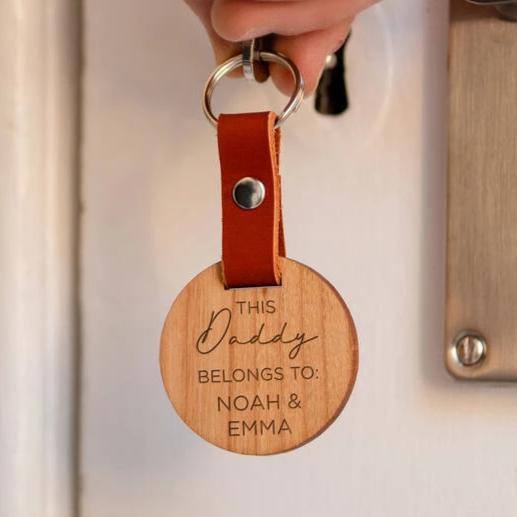 THIS
Daddy
BELONGS TO:
NOAH &
EMMA